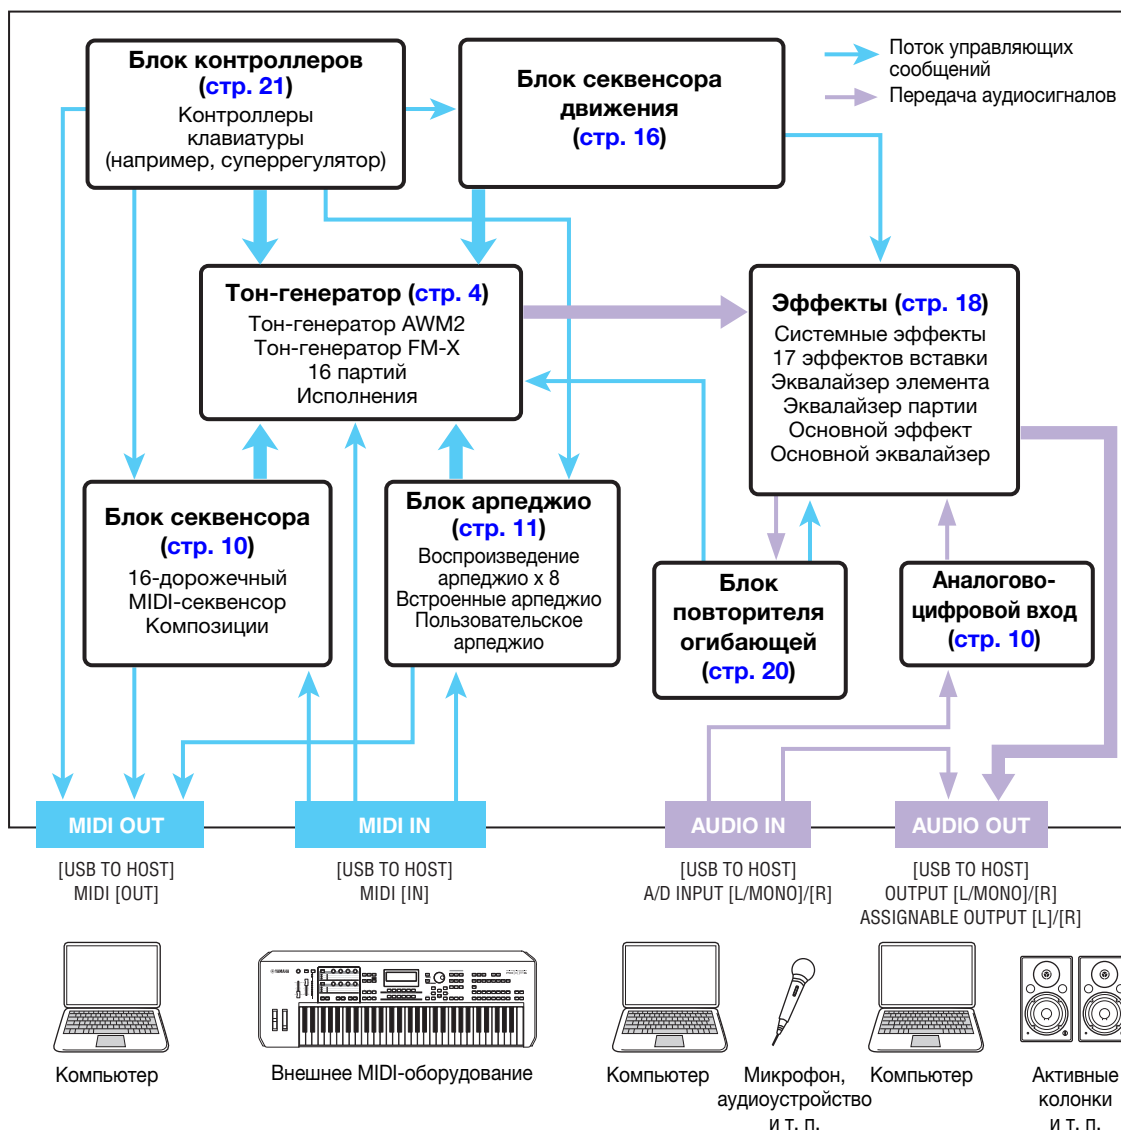 Блок контроллеров
(стр. 21)
Контроллеры
клавиатуры
(например, суперрегулятор)
Блок секвенсора
движения
(стр. 16)
Поток управляющих
сообщений
Передача аудиосигналов
Тон-генератор (стр. 4)
Тон-генератор AWM2
Тон-генератор FM-X
16 партий
Исполнения
Эффекты (стр. 18)
Системные эффекты
17 эффектов вставки
Эквалайзер элемента
Эквалайзер партии
Основной эффект
Основной эквалайзер
Блок секвенсора
(стр. 10)
16-дорожечный
MIDI-секвенсор
Композиции
Блок арпеджио
(стр. 11)
Воспроизведение
арпеджио x 8
Встроенные арпеджио
Пользовательское
арпеджио
Блок
повторителя
огибающей
(стр. 20)
Аналогово-
цифровой вход
(стр. 10)
MIDI OUT
MIDI IN
AUDIO IN
AUDIO OUT
[USB TO HOST]
MIDI [OUT]
[USB TO HOST]
MIDI [IN]
[USB TO HOST]
A/D INPUT [L/MONO]/[R]
[USB TO HOST]
OUTPUT [L/MONO]/[R]
ASSIGNABLE OUTPUT [L]/[R]
YAMAHA
Компьютер
Внешнее MIDI-оборудование
Компьютер
Микрофон,
аудиоустройство
и т. п.
Компьютер
Активные
колонки
и т. п.